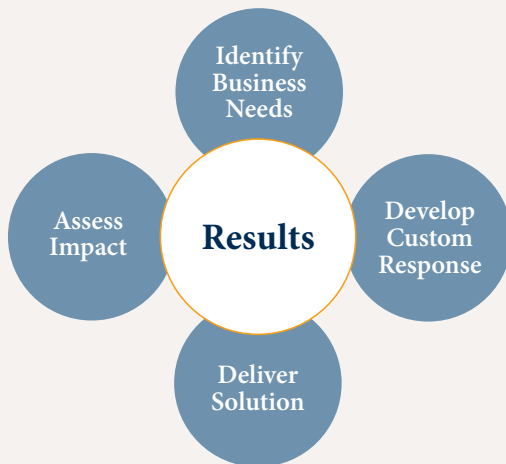 Identify
Business
Needs
Assess
Impact
Results
Develop
Custom
Response
Deliver
Solution